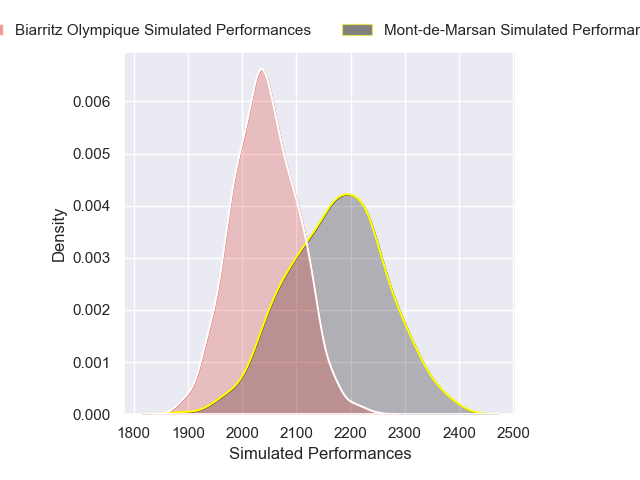 Biarritz Olympique Simulated Performances Mont-de-Marsan Simulated
0.006
0.005
0.004
0.003
0.002
0.001
0.000
Density
1800 1900 2000 2100 2200 2300 2400 2500
Simulated Performances